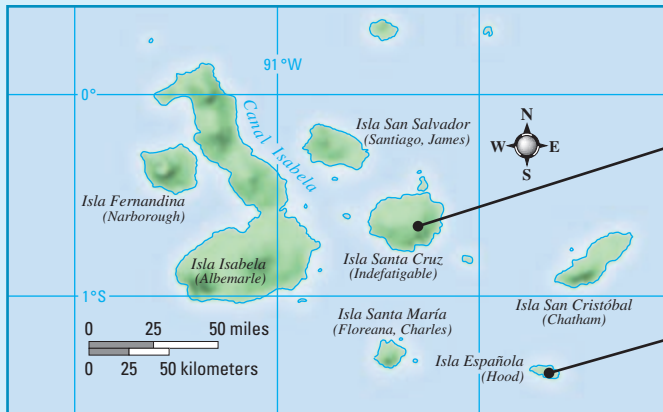 91°W
0°
Canal Isabela
Isla San Salvador
(Santiago, James)
N
W E
S
Isla Fernandina
(Narborough)
Isla Isabela
(Albemarle)
Isla Santa Cruz
(Indefatigable)
1°S
Isla San Cristóbal
(Chatham)
Isla Santa María
(Floreana, Charles)
0 25 50 miles
0 25 50 kilometers
Isla Española
(Hood)